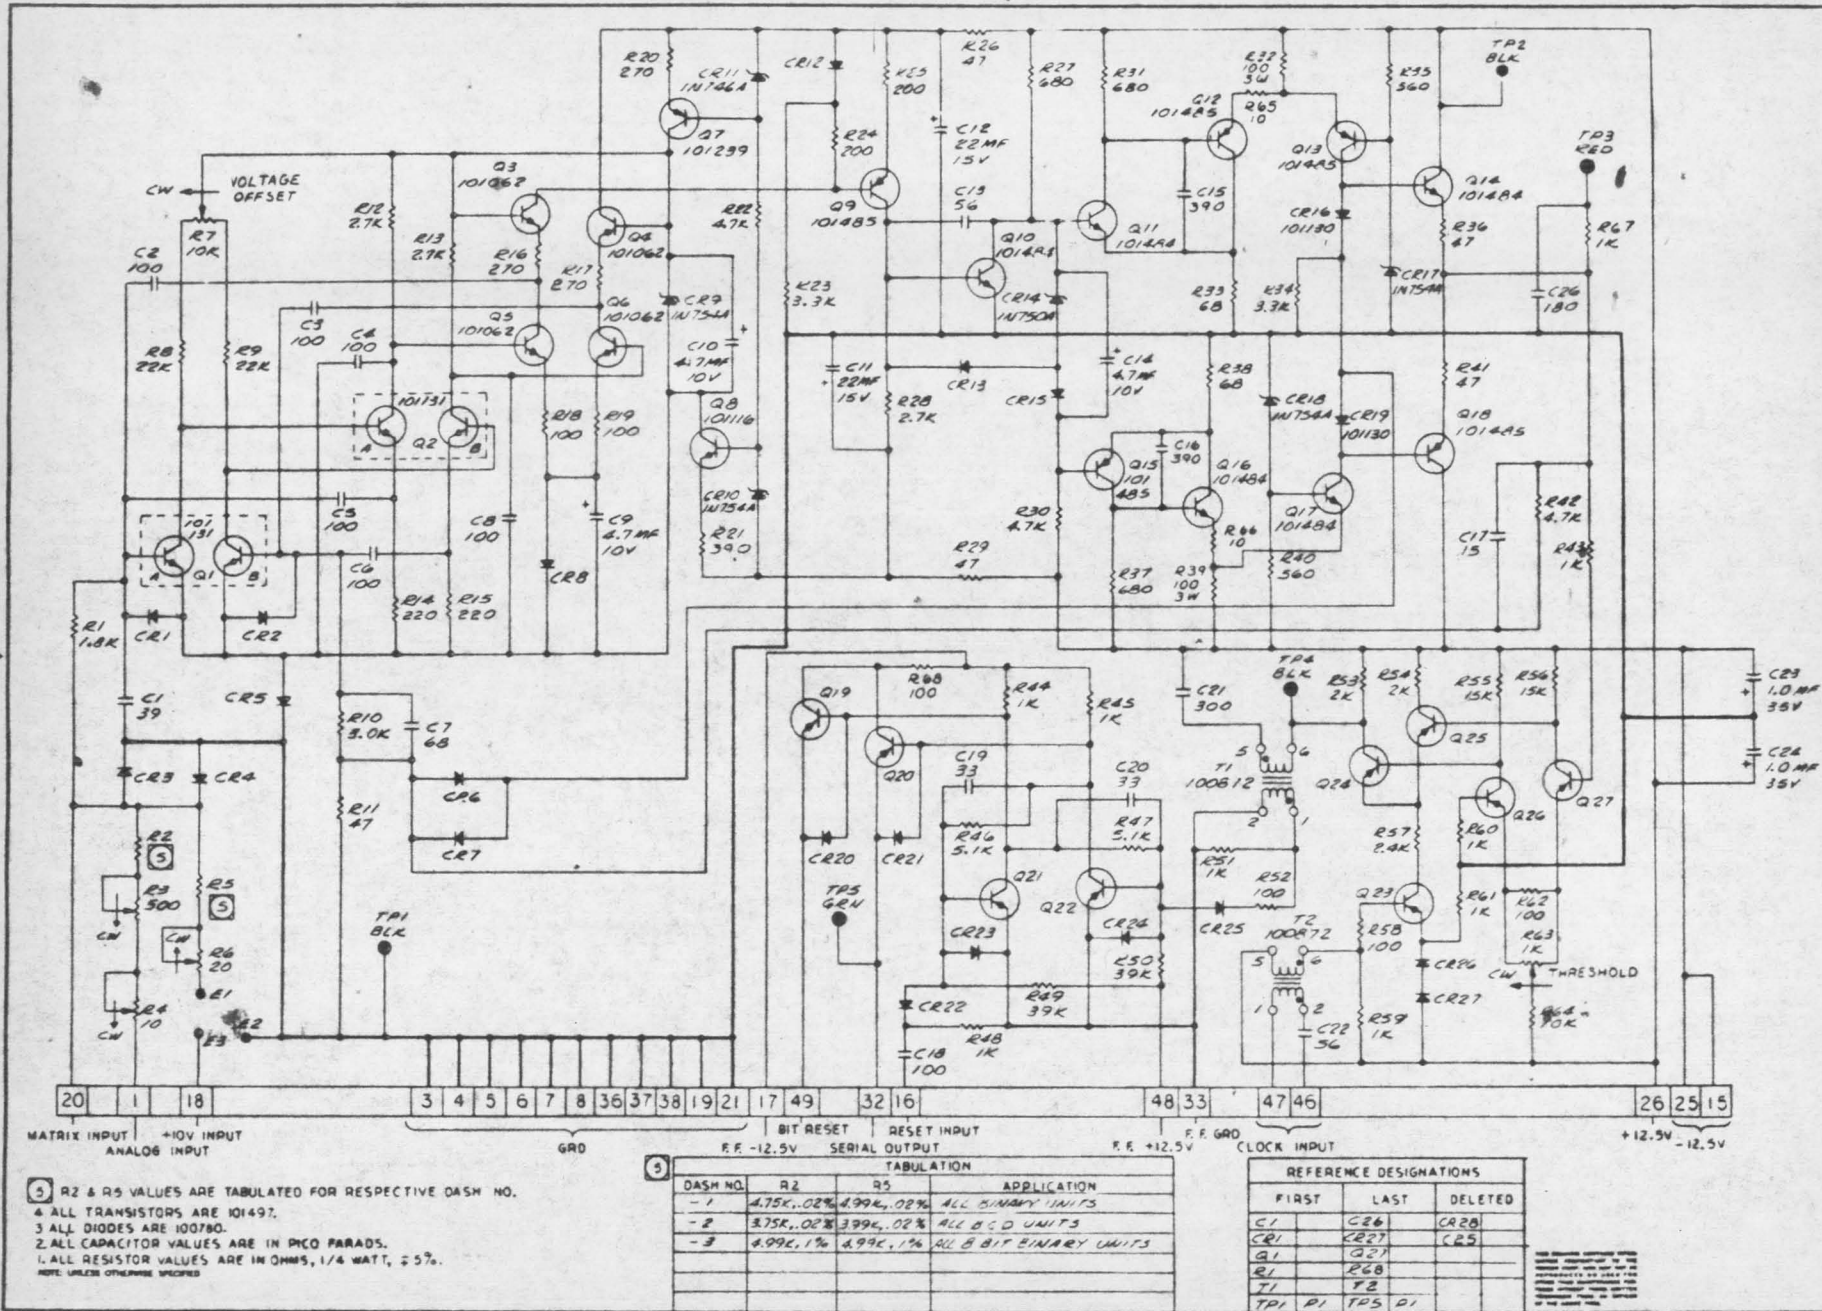 R20
270
CR11
1N746A
CR12
R25
200
R26
47
R27
680
R31
680
R32
100
3W
R65
10
R35
560
TP2
BLK
Q12
101485
Q7
101239
R24
200
C12
22MF
15V
Q13
101485
TP3
RED
VOLTAGE
OFFSET
CW
R7
10K
Q3
101062
R12
2.7K
R13
2.7K
R16
270
R17
270
Q4
101062
R22
4.7K
Q9
101485
C13
56
Q10
101484
Q11
101484
C15
390
CR16
101130
Q14
101484
R36
47
R67
1K
C2
100
C3
100
C4
100
Q5
101062
Q6
101062
CR9
1N754A
C10
4.7MF
10V
R23
3.3K
CR14
1N750A
R33
68
R34
3.3K
CR17
1N754A
C26
180
R8
22K
R9
22K
101131
A
Q2
B
R18
100
R19
100
Q8
101116
C11
22MF
15V
R28
2.7K
CR13
CR15
C14
4.7MF
10V
R38
68
CR18
1N754A
CR19
101130
R41
47
Q18
101485
C5
100
101
131
A
Q1
B
C6
100
C8
100
C9
4.7MF
10V
CR8
CR10
1N754A
R21
390
R29
47
R30
4.7K
Q15
101
485
C16
390
Q16
101484
R66
10
Q17
101484
R37
680
R39
100
3W
R40
560
C17
15
R42
4.7K
R43
1K
R1
1.8K
CR1
CR2
R14
220
R15
220
C1
39
CR5
R10
3.0K
C7
68
Q19
R68
100
Q20
R44
1K
R45
1K
C21
300
TP4
BLK
R53
2K
R54
2K
R55
15K
R56
15K
C23
1.0 MF
35V
C24
1.0 MF
35V
CR3
CR4
CR6
CR7
R11
47
C19
33
C20
33
R46
5.1K
R47
5.1K
5
6
T1
100812
2
1
Q24
Q25
Q26
Q27
R2
5
R3
500
CW
R5
5
CW
R6
20
E1
R4
10
CW
E3
E2
TP1
BLK
CR20
CR21
TP5
GRN
Q21
Q22
R51
1K
R52
100
R57
2.4K
R60
1K
Q23
R61
1K
R62
100
R63
1K
CW
THRESHOLD
R64
10K
CR23
CR24
CR25
R50
39K
CR22
R49
39K
R48
1K
C18
100
T2
100872
5
6
1
2
C22
56
R58
100
R59
1K
CR26
CR27
20 1 18 3 4 5 6 7 8 36 37 38 19 21 17 49 32 16 48 33 47 46 26 25 15
MATRIX INPUT
ANALOG INPUT
+10V INPUT
GRD
F.F. -12.5V
BIT RESET
SERIAL OUTPUT
RESET INPUT
F.F. +12.5V
F.F. GRD
CLOCK INPUT
+12.5V
-12.5V
5 R2 & R5 VALUES ARE TABULATED FOR RESPECTIVE DASH NO.
4 ALL TRANSISTORS ARE 101497.
3 ALL DIODES ARE 100780.
2. ALL CAPACITOR VALUES ARE IN PICO FARADS.
1. ALL RESISTOR VALUES ARE IN OHMS, 1/4 WATT, ±5%.
NOTE: UNLESS OTHERWISE SPECIFIED
5
TABULATION
DASH NO. R2 R5 APPLICATION
-1 4.75K,.02% 4.99K,.02% ALL BINARY UNITS
-2 3.75K,.02% 3.99K,.02% ALL BCD UNITS
-3 4.99K,1% 4.99K,1% ALL 8 BIT BINARY UNITS
REFERENCE DESIGNATIONS
FIRST LAST DELETED
C1 C26 CR28
CR1 CR27 C25
Q1 Q27
R1 R68
T1 T2
TP1 P1 TP5 P1